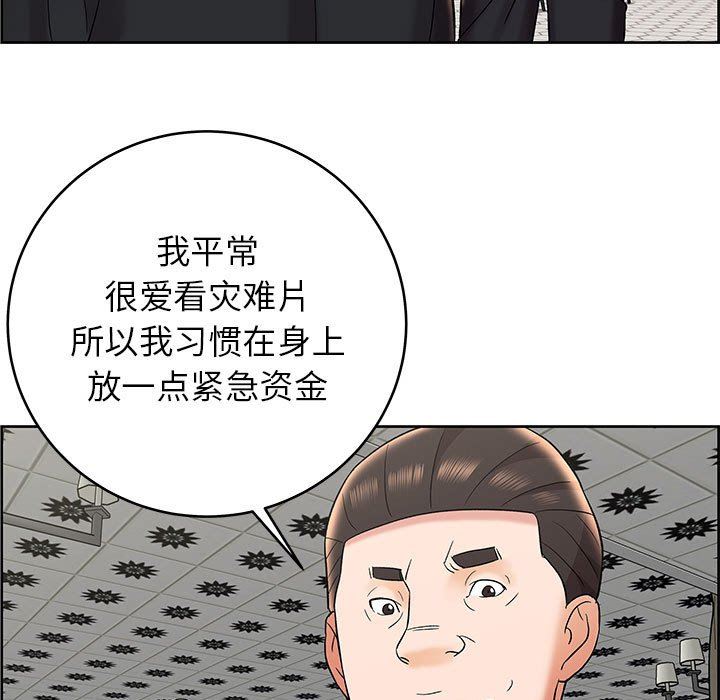 我平常
很爱看灾难片
所以我习惯在身上
放一点紧急资金